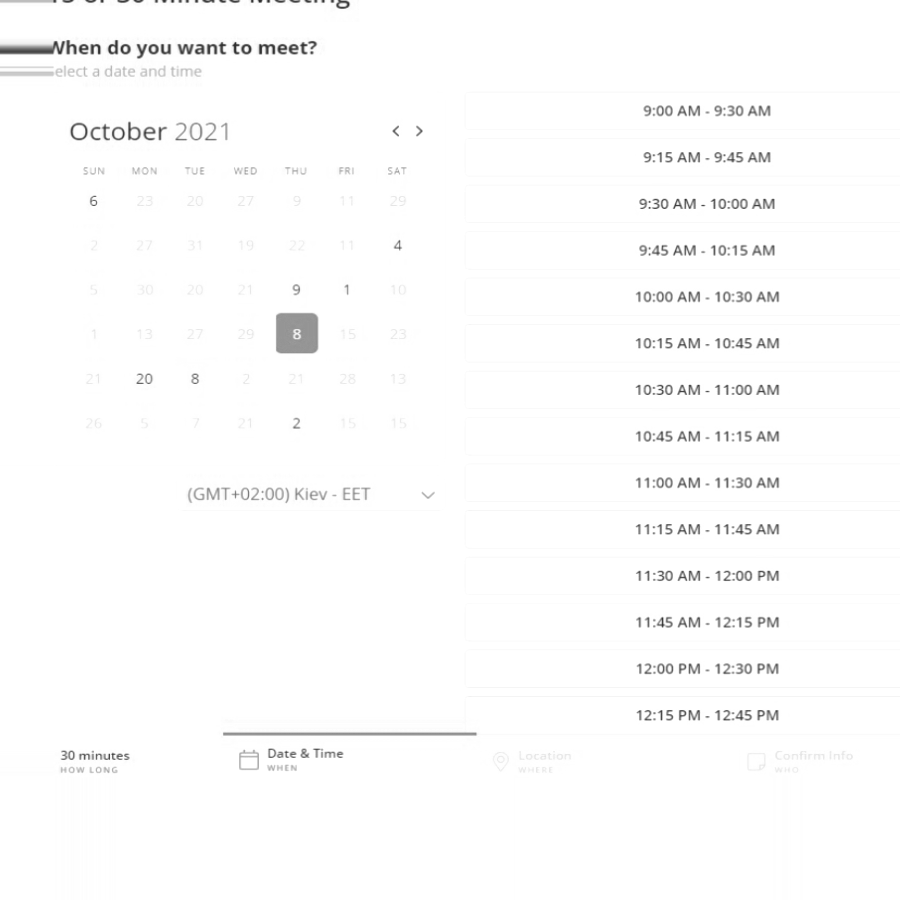 When do you want to meet?
elect a date and time
October 2021
SUN MON TUE WED THU FRI SAT
6 23 20 27 9 11 29
2 27 31 19 22 11 4
5 30 20 21 9 1 10
1 13 27 29 8 15 23
21 20 8 2 21 28 13
26 5 7 21 2 15 15
(GMT+02:00) Kiev - EET
9:00 AM - 9:30 AM
9:15 AM - 9:45 AM
9:30 AM - 10:00 AM
9:45 AM - 10:15 AM
10:00 AM - 10:30 AM
10:15 AM - 10:45 AM
10:30 AM - 11:00 AM
10:45 AM - 11:15 AM
11:00 AM - 11:30 AM
11:15 AM - 11:45 AM
11:30 AM - 12:00 PM
11:45 AM - 12:15 PM
12:00 PM - 12:30 PM
12:15 PM - 12:45 PM
30 minutes
HOW LONG
Date & Time
WHEN
Location
WHERE
Confirm Info
WHO